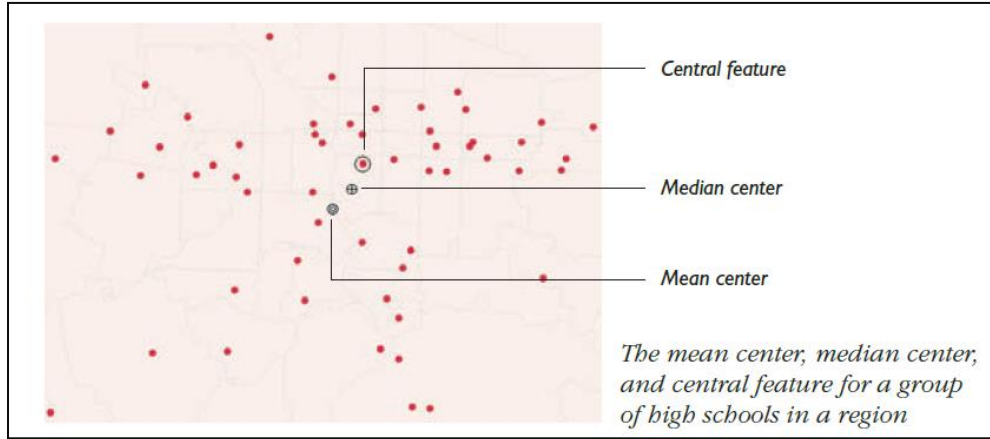 Central feature
Median center
Mean center
The mean center, median center,
and central feature for a group
of high schools in a region